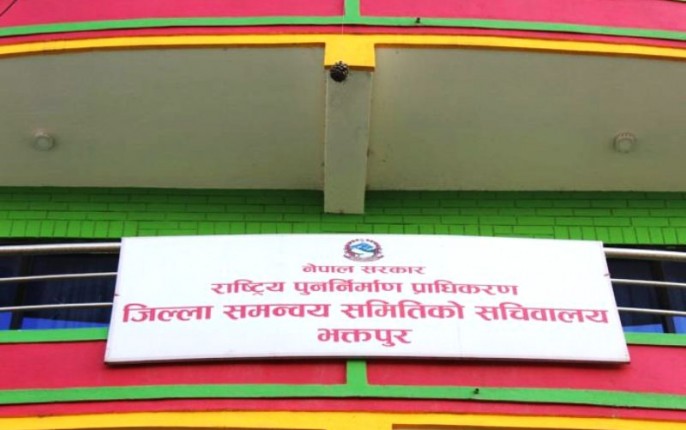 नेपाल सरकार
राष्ट्रिय पुनर्निर्माण प्राधिकरण
जिल्ला समन्वय समितिको सचिवालय
भक्तपुर